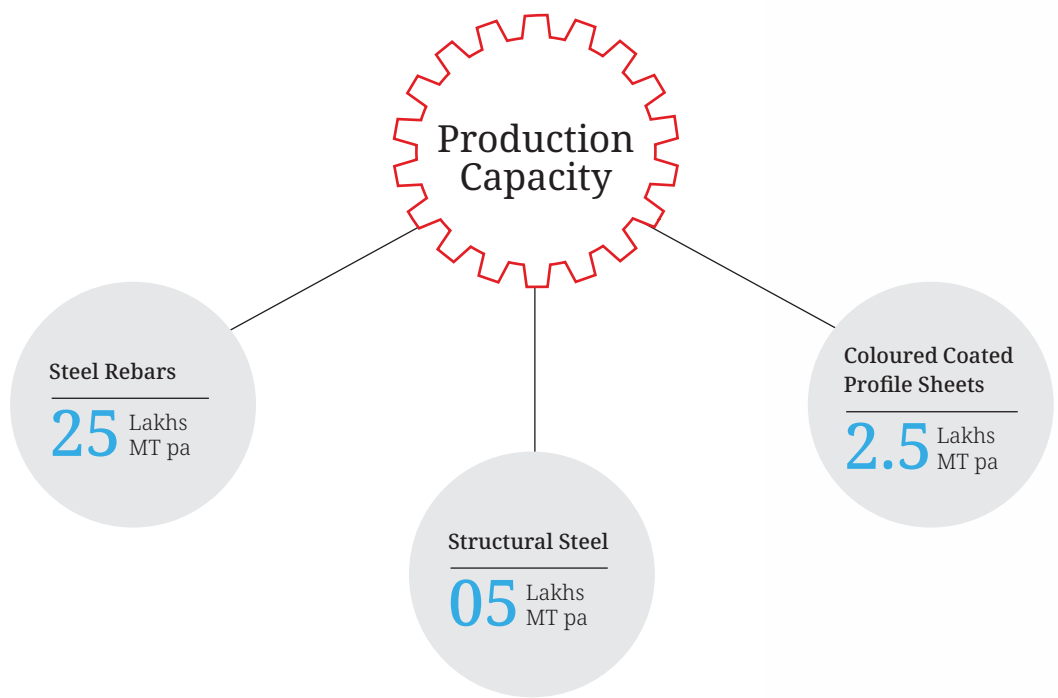 Production
Capacity
Steel Rebars
25 Lakhs
MT pa
Structural Steel
05 Lakhs
MT pa
Coloured Coated
Profile Sheets
2.5 Lakhs
MT pa